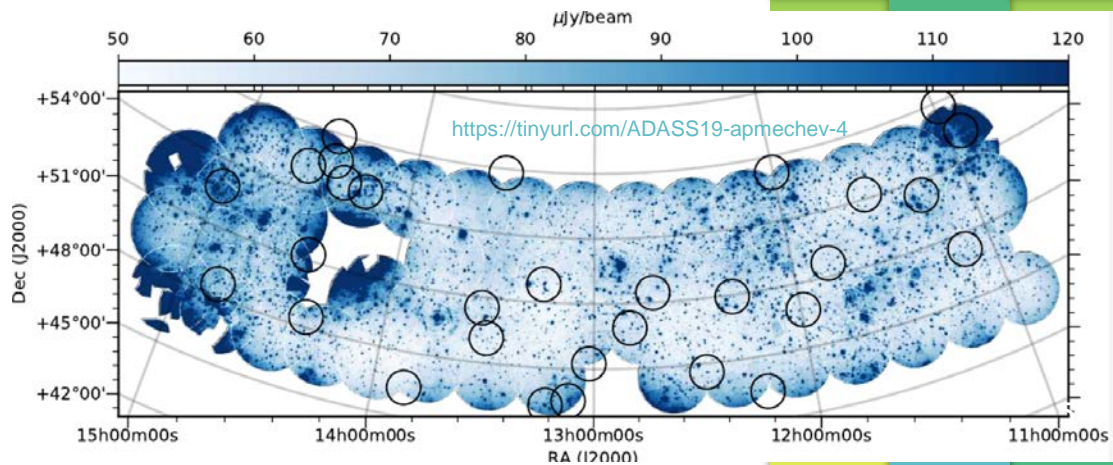 μJy/beam
50 60 70 80 90 100 110 120
https://tinyurl.com/ADASS19-apmechev-4
+54°00'
+51°00'
+48°00'
+45°00'
+42°00'
Dec (J2000)
15h00m00s 14h00m00s 13h00m00s 12h00m00s 11h00m00s
RA (J2000)